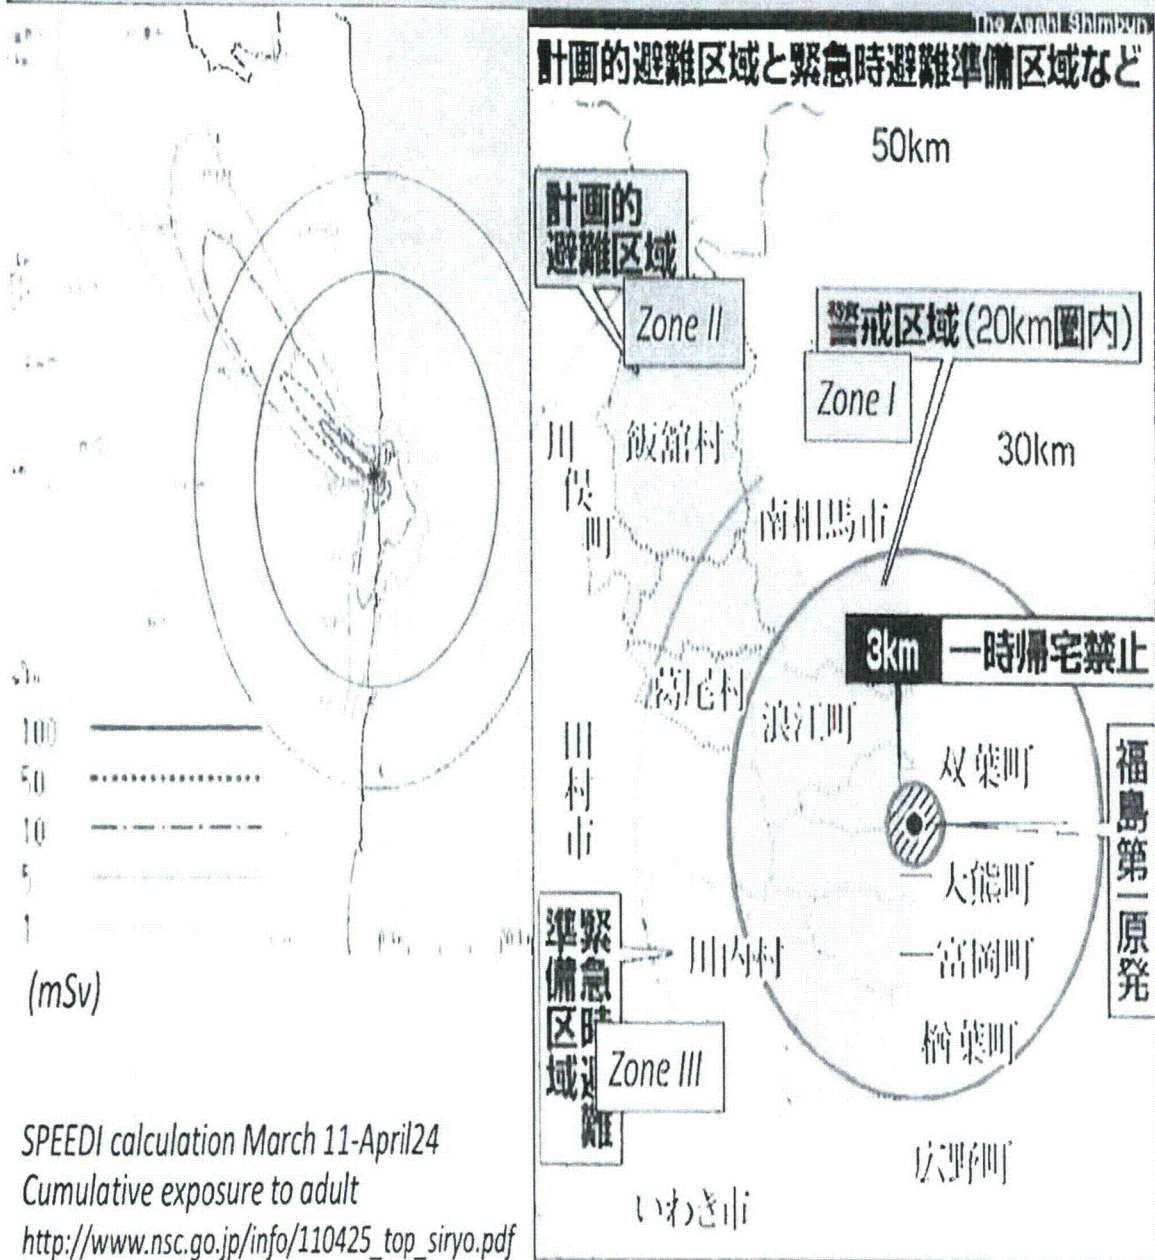 100
50
10
5
1
(mSv)
SPEEDI calculation March 11-April24
Cumulative exposure to adult
http://www.nsc.go.jp/info/110425_top_siryo.pdf
The Asahi Shimbun
計画的避難区域と緊急時避難準備区域など
50km
計画的
避難区域
Zone II
警戒区域(20km圏内)
Zone I
30km
川俣町
飯舘村
南相馬市
3km
一時帰宅禁止
葛尾村
浪江町
双葉町
福島第一原発
田村市
大熊町
緊急時避難
準備区域
川内村
富岡町
Zone III
楢葉町
広野町
いわき市